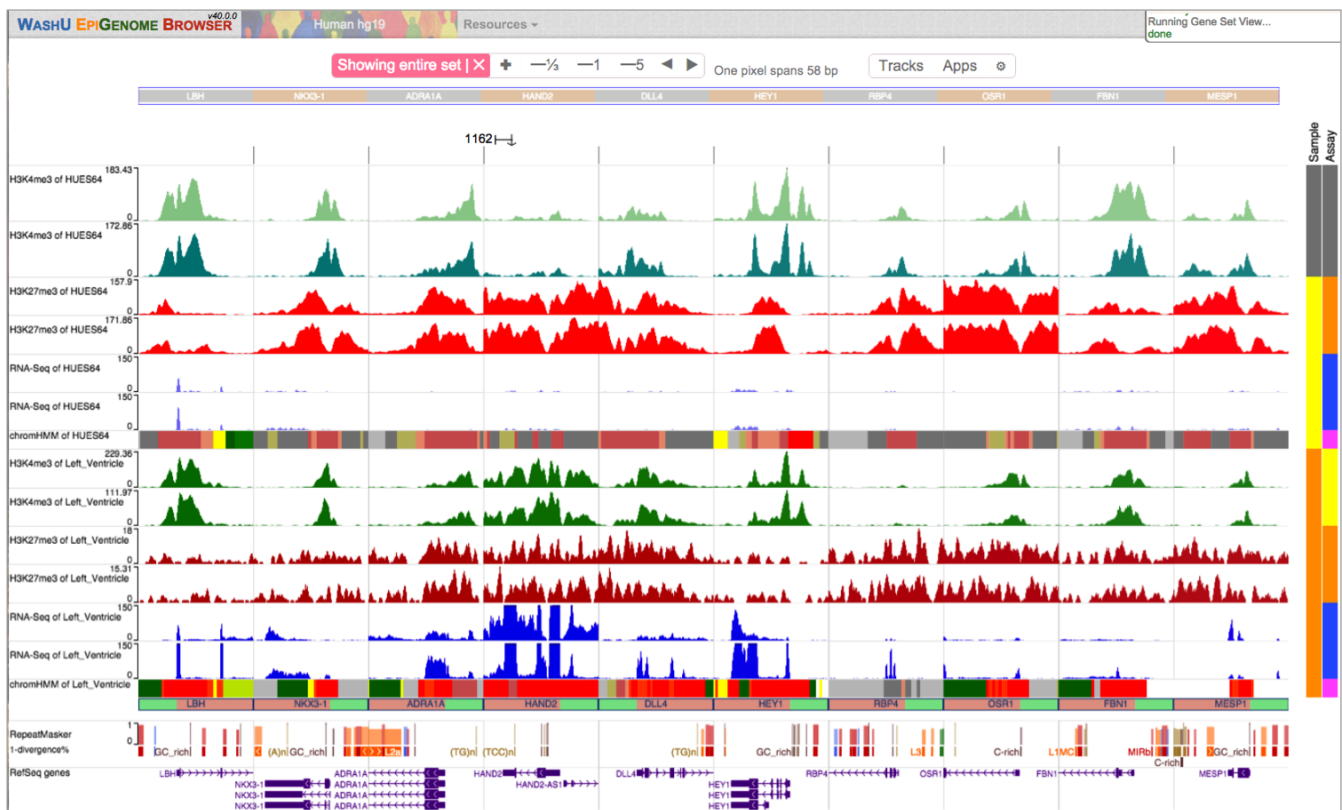 WASHU EPIGENOME BROWSER v40.0.0 Human hg19 Resources
Running Gene Set View...
done
Showing entire set | X + —⅓ —1 —5 ◀ ▶ One pixel spans 58 bp Tracks Apps ⚙
LBH NKX3-1 ADRA1A HAND2 DLL4 HEY1 RBP4 OSR1 FBN1 MESP1
1162
Sample
Assay
183.43
H3K4me3 of HUES64
0
172.86
H3K4me3 of HUES64
0
157.9
H3K27me3 of HUES64
0
171.86
H3K27me3 of HUES64
0
150
RNA-Seq of HUES64
0
150
RNA-Seq of HUES64
0
chromHMM of HUES64
229.36
H3K4me3 of Left_Ventricle
0
111.97
H3K4me3 of Left_Ventricle
0
18
H3K27me3 of Left_Ventricle
0
15.31
H3K27me3 of Left_Ventricle
0
150
RNA-Seq of Left_Ventricle
0
150
RNA-Seq of Left_Ventricle
0
chromHMM of Left_Ventricle
LBH NKX3-1 ADRA1A HAND2 DLL4 HEY1 RBP4 OSR1 FBN1 MESP1
RepeatMasker 1
1-divergence% 0
GC_rich (A)n GC_rich L2a (TG)n (TCC)n (TG)n GC_rich L3 C-rich L1MC MIRb GC_rich
C-rich
RefSeq genes
LBH ADRA1A HAND2 DLL4 HEY1 RBP4 OSR1 FBN1 MESP1
NKX3-1 ADRA1A HAND2-AS1 HEY1
NKX3-1 ADRA1A HEY1
NKX3-1 ADRA1A HEY1